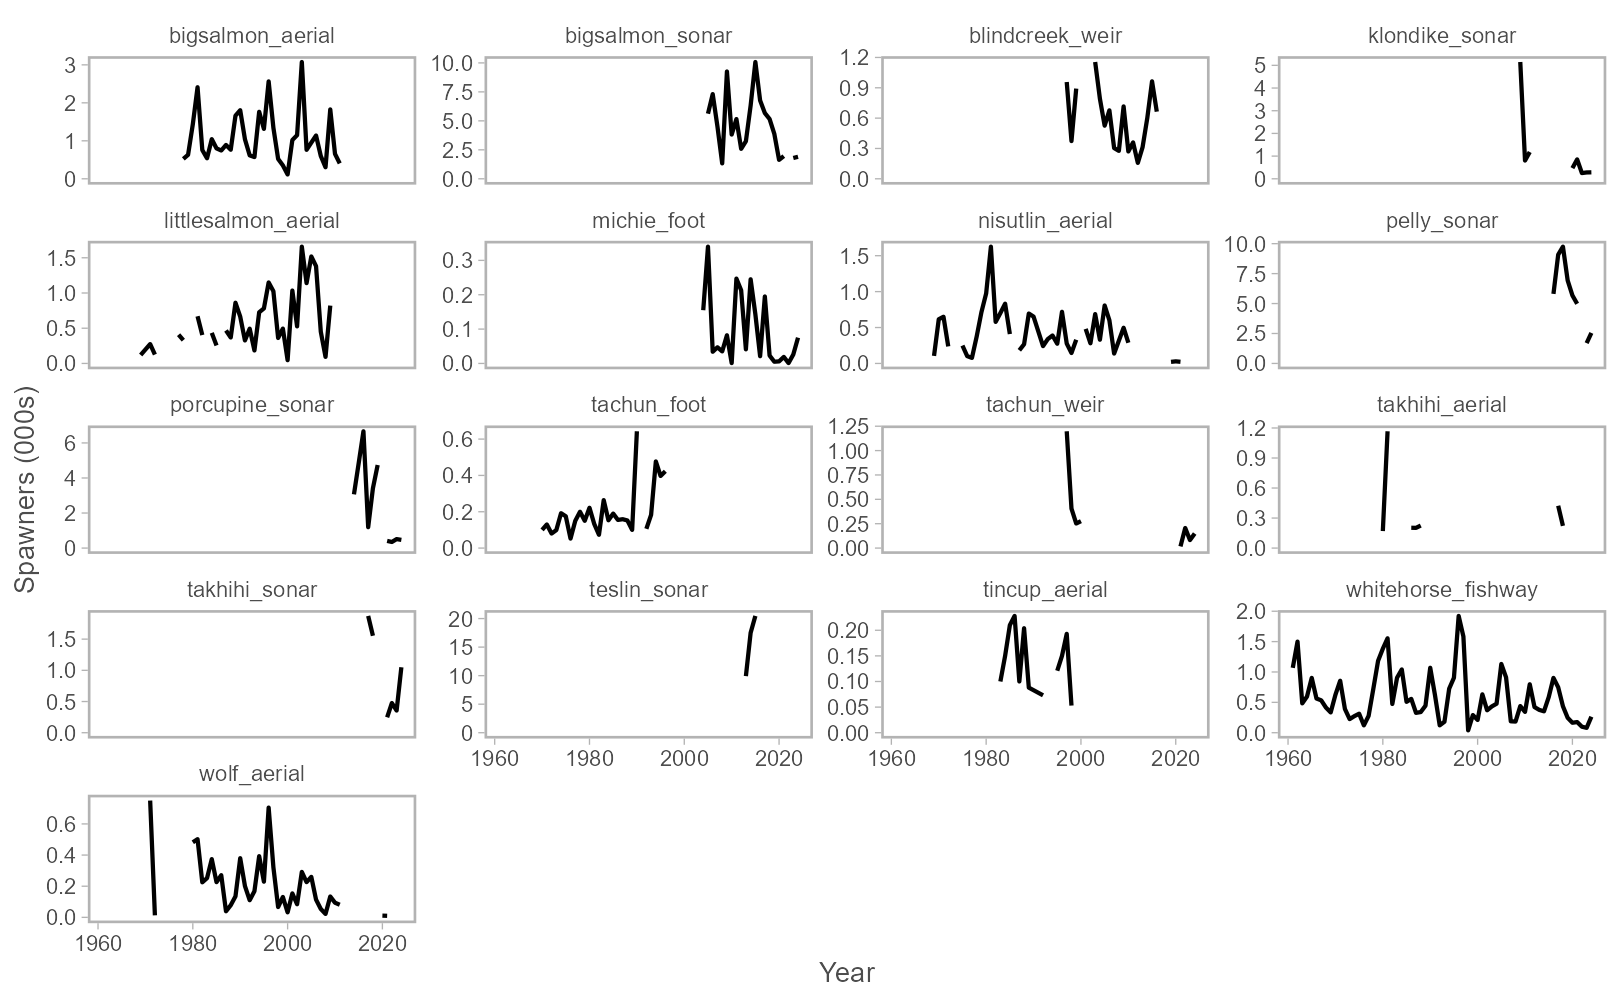 bigsalmon_aerial bigsalmon_sonar blindcreek_weir klondike_sonar
3 2 1 0
10.0 7.5 5.0 2.5 0.0
1.2 0.9 0.6 0.3 0.0
5 4 3 2 1 0
littlesalmon_aerial michie_foot nisutlin_aerial pelly_sonar
1.5 1.0 0.5 0.0
0.3 0.2 0.1 0.0
1.5 1.0 0.5 0.0
10.0 7.5 5.0 2.5 0.0
porcupine_sonar tachun_foot tachun_weir takhihi_aerial
6 4 2 0
0.6 0.4 0.2 0.0
1.25 1.00 0.75 0.50 0.25 0.00
1.2 0.9 0.6 0.3 0.0
takhihi_sonar teslin_sonar tincup_aerial whitehorse_fishway
1.5 1.0 0.5 0.0
20 15 10 5 0
0.20 0.15 0.10 0.05 0.00
2.0 1.5 1.0 0.5 0.0
1960 1980 2000 2020
1960 1980 2000 2020
1960 1980 2000 2020
wolf_aerial
0.6 0.4 0.2 0.0
1960 1980 2000 2020
Spawners (000s)
Year